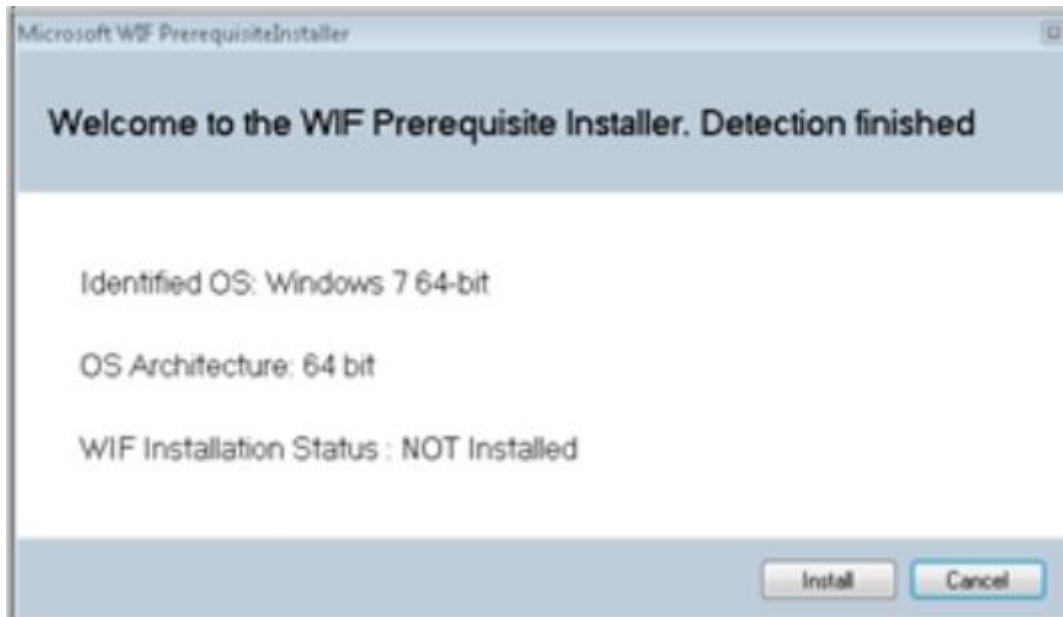 Microsoft WIF PrerequisiteInstaller
Welcome to the WIF Prerequisite Installer. Detection finished
Identified OS: Windows 7 64-bit
OS Architecture: 64 bit
WIF Installation Status : NOT Installed
Install Cancel